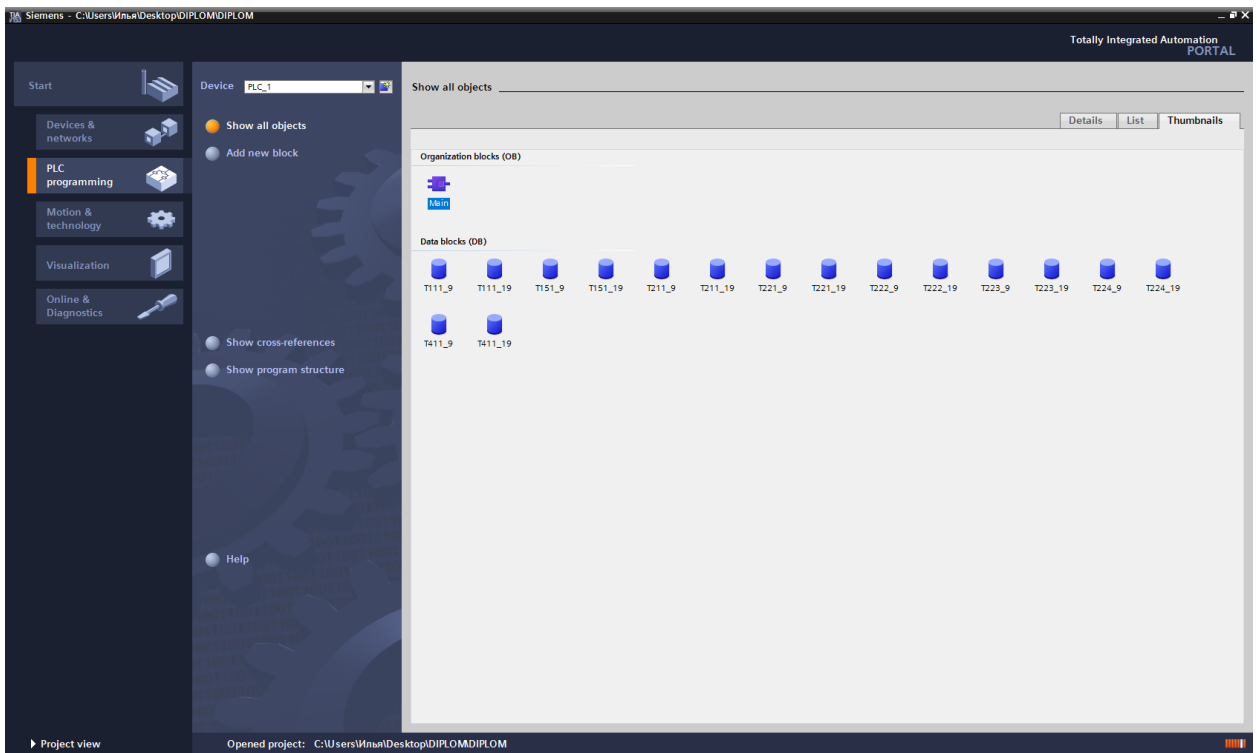 Siemens - C:\Users\Илья\Desktop\DIPLOM\DIPLOM
Totally Integrated Automation
PORTAL
Start
Devices &
networks
PLC
programming
Motion &
technology
Visualization
Online &
Diagnostics
Device PLC_1
Show all objects
Add new block
Show cross-references
Show program structure
Help
Show all objects
Details List Thumbnails
Organization blocks (OB)
Main
Data blocks (DB)
T111_9 T111_19 T151_9 T151_19 T211_9 T211_19 T221_9 T221_19 T222_9 T222_19 T223_9 T223_19 T224_9 T224_19
T411_9 T411_19
Project view
Opened project: C:\Users\Илья\Desktop\DIPLOM\DIPLOM